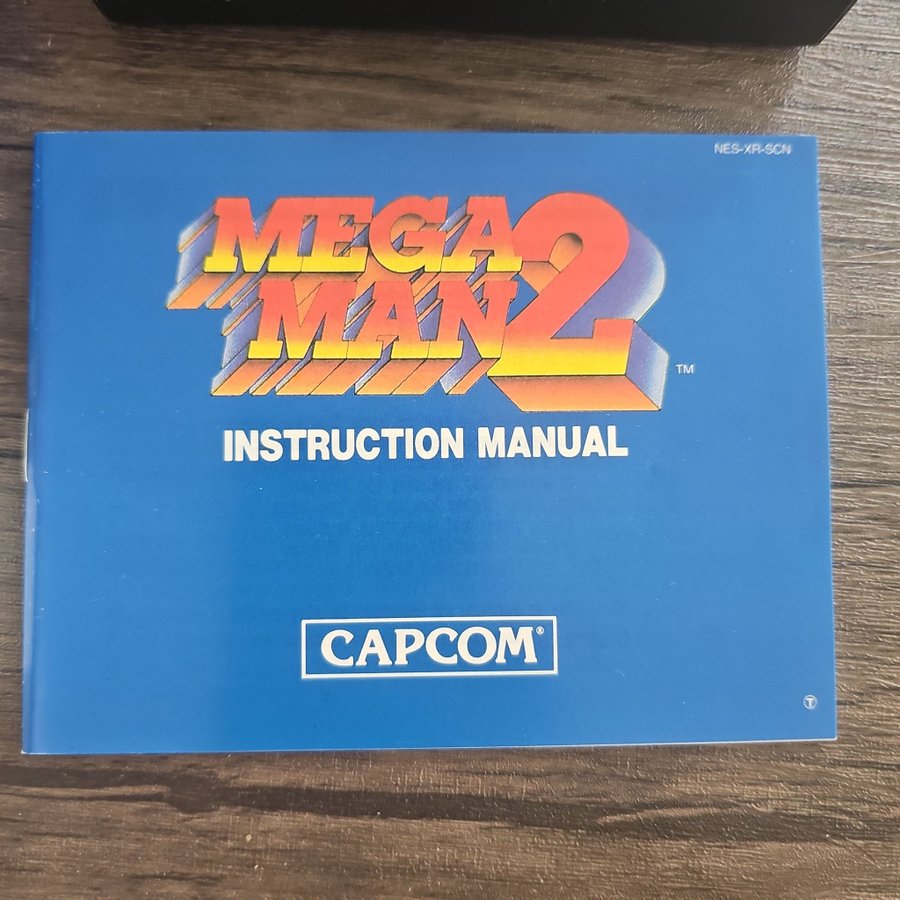 NES-XR-SCN
MEGA
MAN 2
™
INSTRUCTION MANUAL
CAPCOM®
T